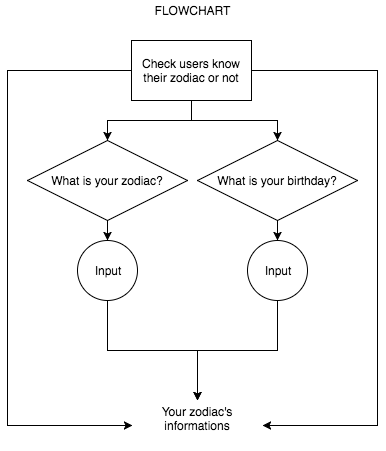 FLOWCHART
Check users know
their zodiac or not
What is your zodiac?
What is your birthday?
Input
Input
Your zodiac's
informations